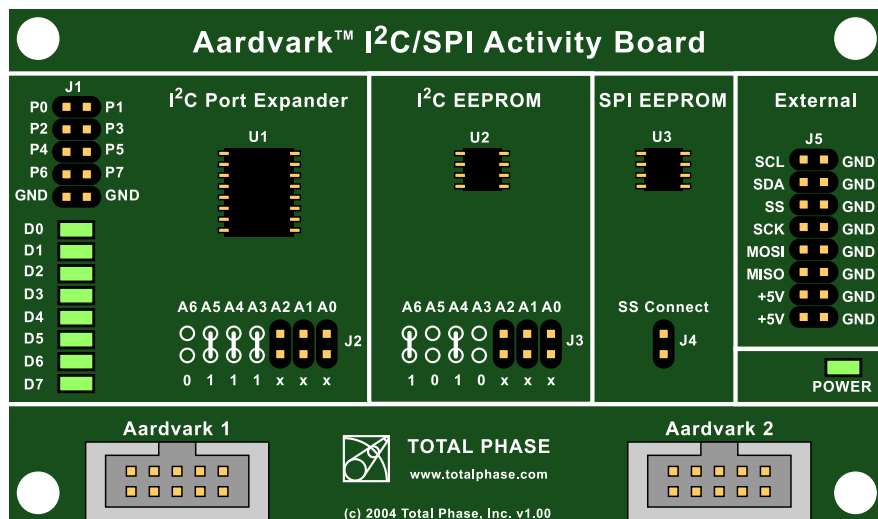 Aardvark™ I²C/SPI Activity Board
J1
P0 P1
P2 P3
P4 P5
P6 P7
GND GND
D0
D1
D2
D3
D4
D5
D6
D7
I²C Port Expander
U1
A6 A5 A4 A3 A2 A1 A0
J2
0 1 1 1 x x x
I²C EEPROM
U2
A6 A5 A4 A3 A2 A1 A0
J3
1 0 1 0 x x x
SPI EEPROM
U3
SS Connect
J4
External
J5
SCL GND
SDA GND
SS GND
SCK GND
MOSI GND
MISO GND
+5V GND
+5V GND
POWER
Aardvark 1
TOTAL PHASE
www.totalphase.com
(c) 2004 Total Phase, Inc. v1.00
Aardvark 2